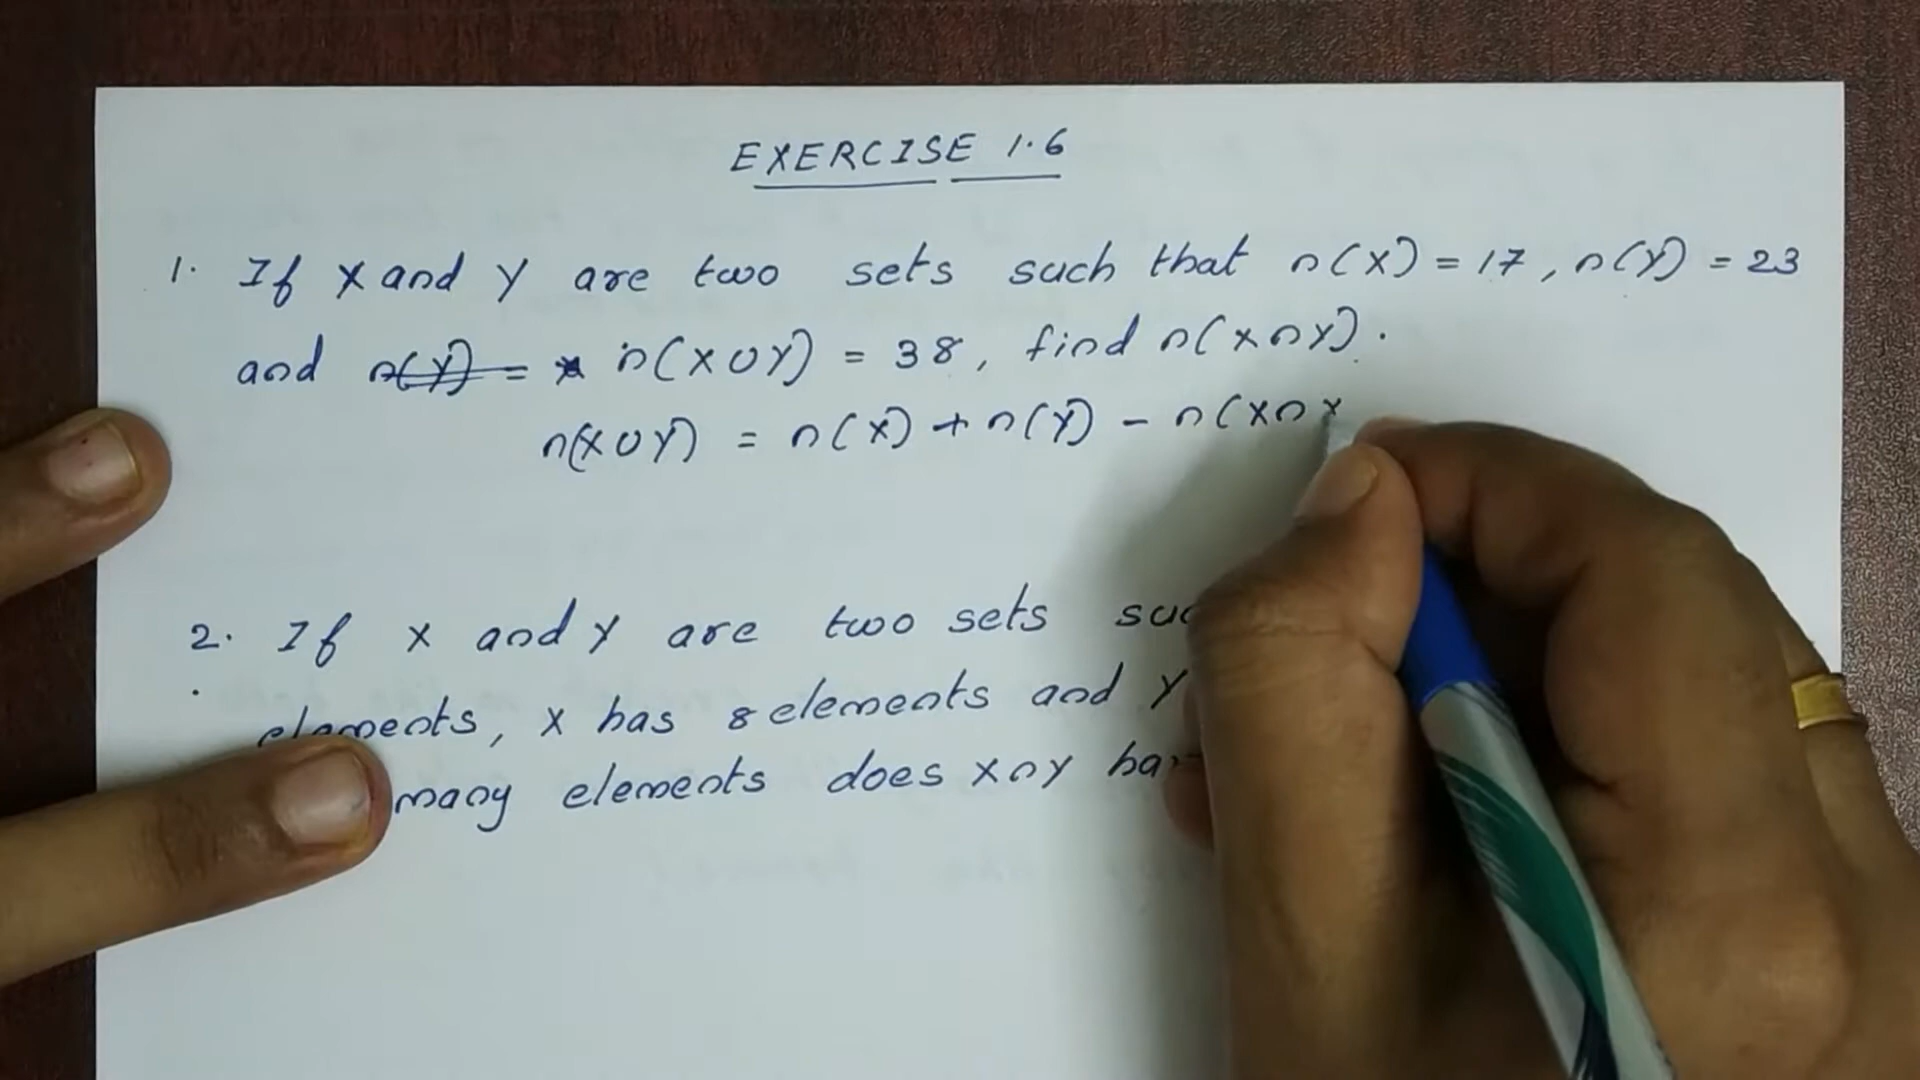 EXERCISE 1.6
1. If X and Y are two sets such that n(X) = 17, n(Y) = 23
and n(Y) = n(X∪Y) = 38, find n(X∩Y).
n(X∪Y) = n(X) + n(Y) - n(X∩Y
2. If X and Y are two sets
elements, X has 8 elements and Y
many elements does X∩Y